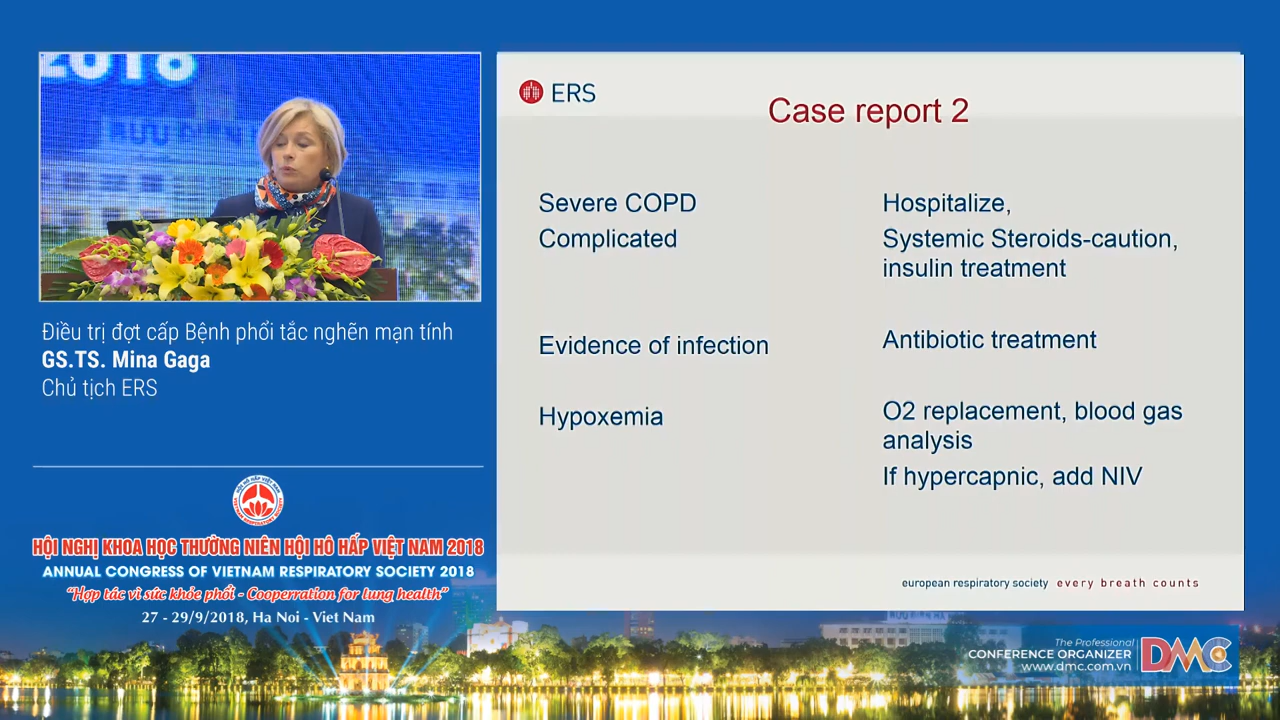 2018
Điều trị đợt cấp Bệnh phổi tắc nghẽn mạn tính
GS.TS. Mina Gaga
Chủ tịch ERS
HỘI NGHỊ KHOA HỌC THƯỜNG NIÊN HỘI HÔ HẤP VIỆT NAM 2018
ANNUAL CONGRESS OF VIETNAM RESPIRATORY SOCIETY 2018
“Hợp tác vì sức khỏe phổi - Cooperration for lung health”
27 - 29/9/2018, Ha Noi - Viet Nam
ERS
Case report 2
Severe COPD
Complicated
Hospitalize,
Systemic Steroids-caution,
insulin treatment
Evidence of infection
Antibiotic treatment
Hypoxemia
O2 replacement, blood gas
analysis
If hypercapnic, add NIV
european respiratory society every breath counts
The Professional
CONFERENCE ORGANIZER
www.dmc.com.vn
DMC